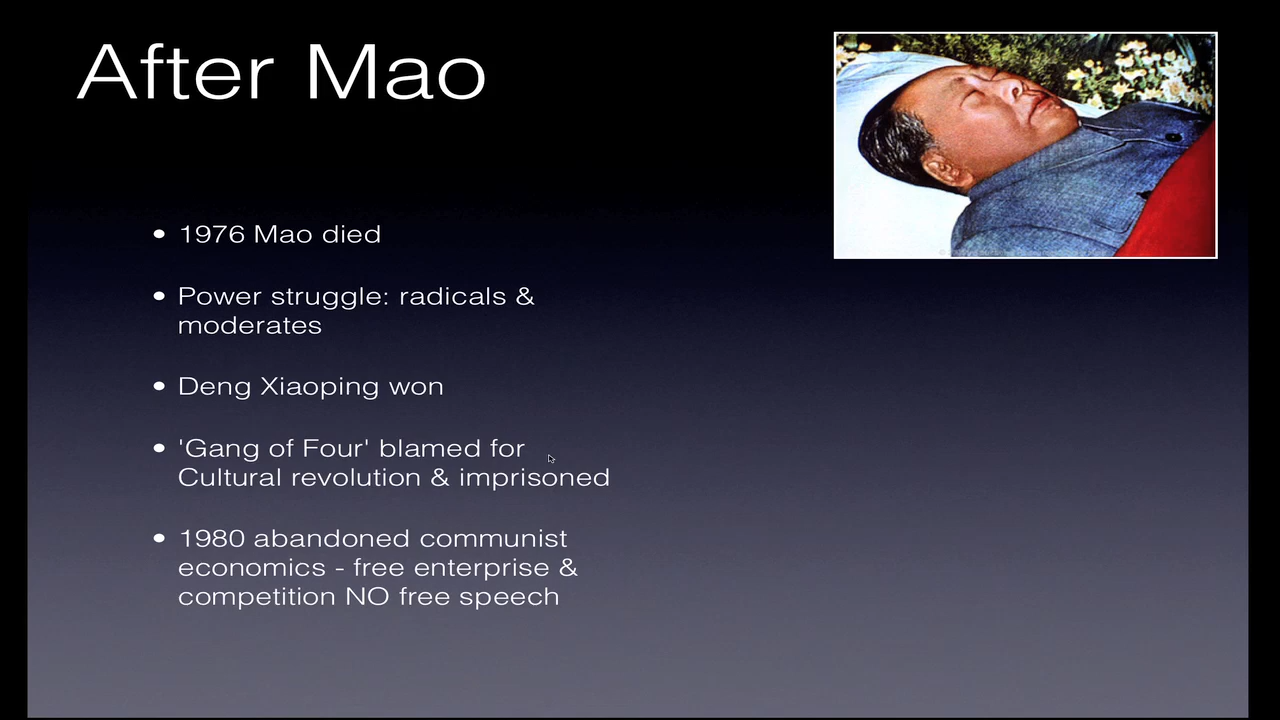 After Mao
• 1976 Mao died
• Power struggle: radicals &
moderates
• Deng Xiaoping won
• 'Gang of Four' blamed for
Cultural revolution & imprisoned
• 1980 abandoned communist
economics - free enterprise &
competition NO free speech